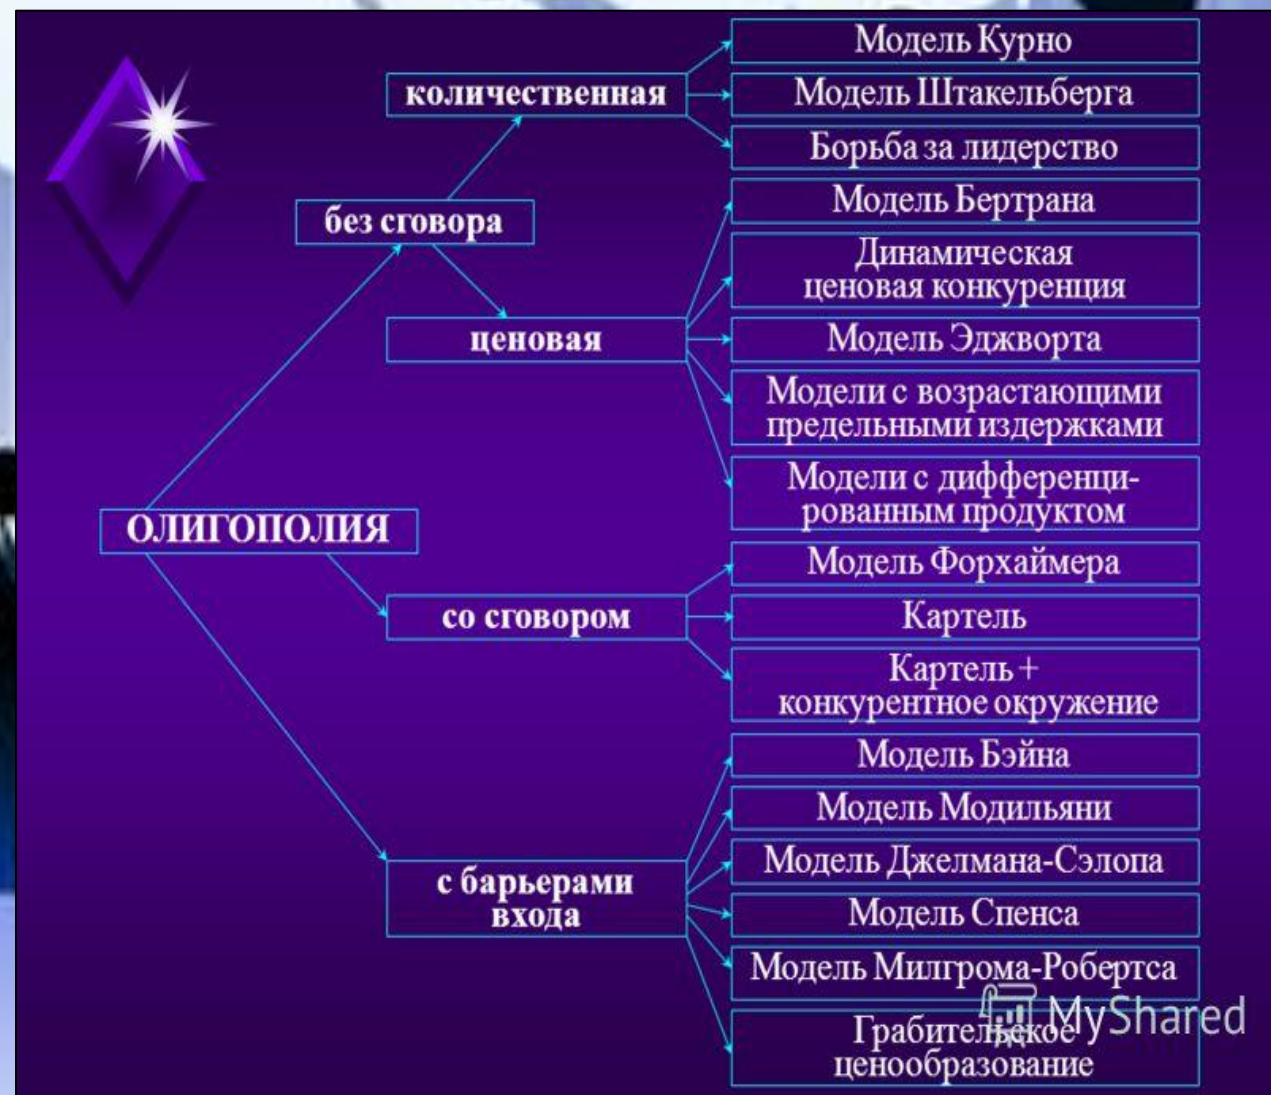 Модель Курно
количественная
Модель Штакельберга
Борьба за лидерство
без сговора
Модель Бертрана
Динамическая
ценовая конкуренция
ценовая
Модель Эджворта
Модели с возрастающими
предельными издержками
Модели с дифференци-
рованным продуктом
ОЛИГОПОЛИЯ
Модель Форхаймера
со сговором
Картель
Картель +
конкурентное окружение
Модель Бэйна
Модель Модильяни
Модель Джелмана-Сэлопа
с барьерами
входа
Модель Спенса
Модель Милгрома-Робертса
Грабительское
ценообразование
MyShared